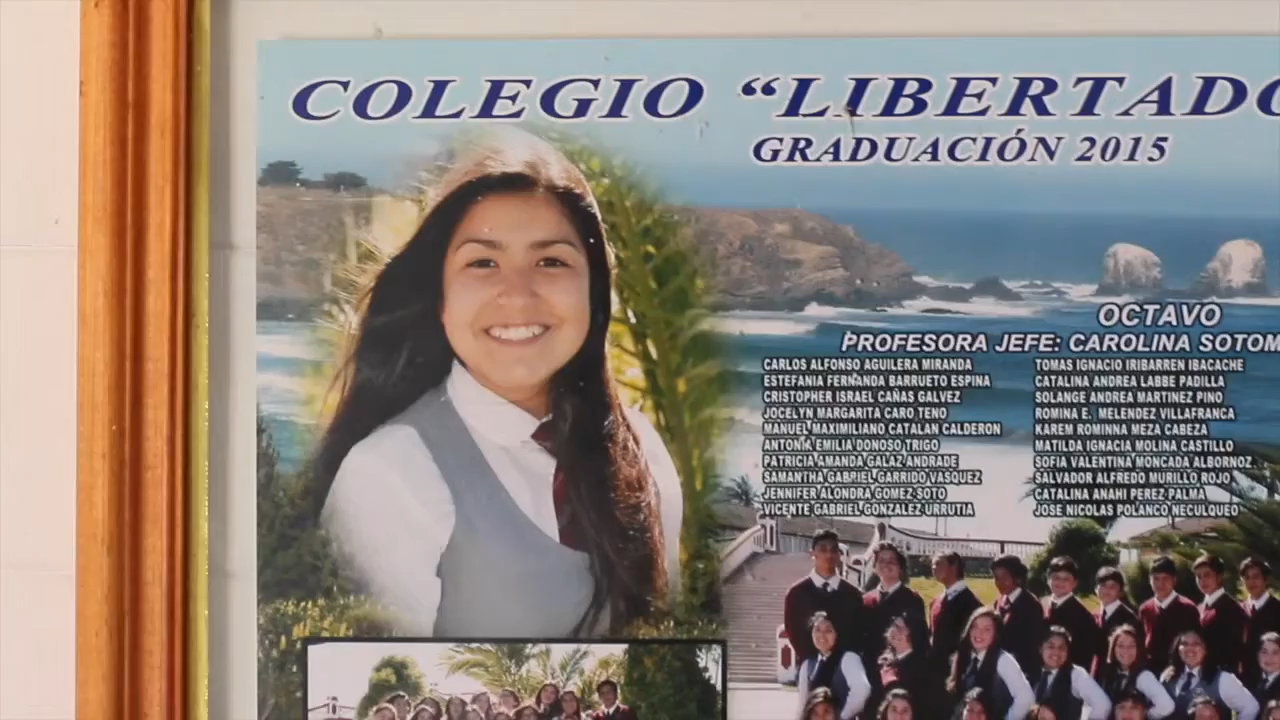 COLEGIO “LIBERTADO
GRADUACIÓN 2015
OCTAVO
PROFESORA JEFE: CAROLINA SOTOM
CARLOS ALFONSO AGUILERA MIRANDA
ESTEFANIA FERNANDA BARRUETO ESPINA
CRISTOPHER ISRAEL CAÑAS GALVEZ
JOCELYN MARGARITA CARO TENO
MANUEL MAXIMILIANO CATALAN CALDERON
ANTONIA EMILIA DONOSO TRIGO
PATRICIA AMANDA GALAZ ANDRADE
SAMANTHA GABRIEL GARRIDO VASQUEZ
JENNIFER ALONDRA GOMEZ SOTO
VICENTE GABRIEL GONZALEZ URRUTIA
TOMAS IGNACIO IRIBARREN IBACACHE
CATALINA ANDREA LABBE PADILLA
SOLANGE ANDREA MARTINEZ PINO
ROMINA E. MELENDEZ VILLAFRANCA
KAREM ROMINNA MEZA CABEZA
MATILDA IGNACIA MOLINA CASTILLO
SOFIA VALENTINA MONCADA ALBORNOZ
SALVADOR ALFREDO MURILLO ROJO
CATALINA ANAHI PEREZ PALMA
JOSE NICOLAS POLANCO NECULQUEO